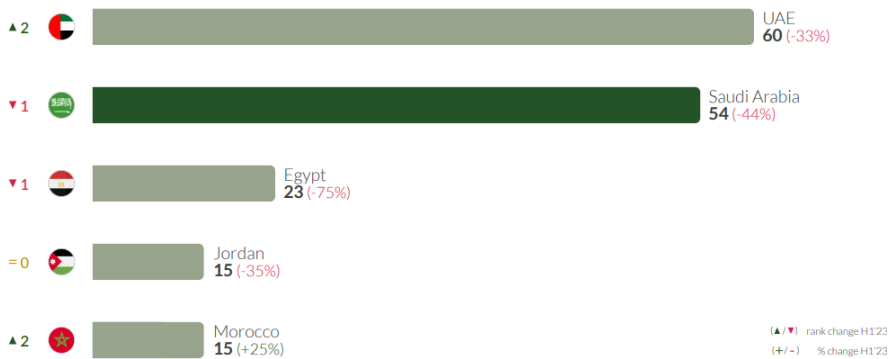 ▲ 2
UAE
60 (-33%)
▼ 1
Saudi Arabia
54 (-44%)
▼ 1
Egypt
23 (-75%)
= 0
Jordan
15 (-35%)
▲ 2
Morocco
15 (+25%)
(▲/▼) rank change H1'23
(+/-) % change H1'23